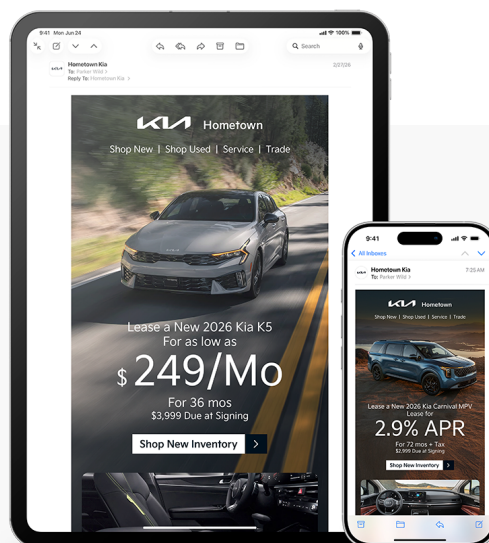 9:41 Mon Jun 24
100%
Search
Hometown Kia
To: Parker Wild >
Reply To: Hometown Kia >
2/27/26
KIA Hometown
Shop New | Shop Used | Service | Trade
Lease a New 2026 Kia K5
For as low as
$249/Mo
For 36 mos
$3,999 Due at Signing
Shop New Inventory >
9:41
All Inboxes
Hometown Kia
To: Parker Wild >
7:25 AM
KIA Hometown
Shop New | Shop Used | Service | Trade
Lease a New 2026 Kia Carnival MPV
Lease for
2.9% APR
For 72 mos + Tax
$2,999 Due at Signing
Shop New Inventory >